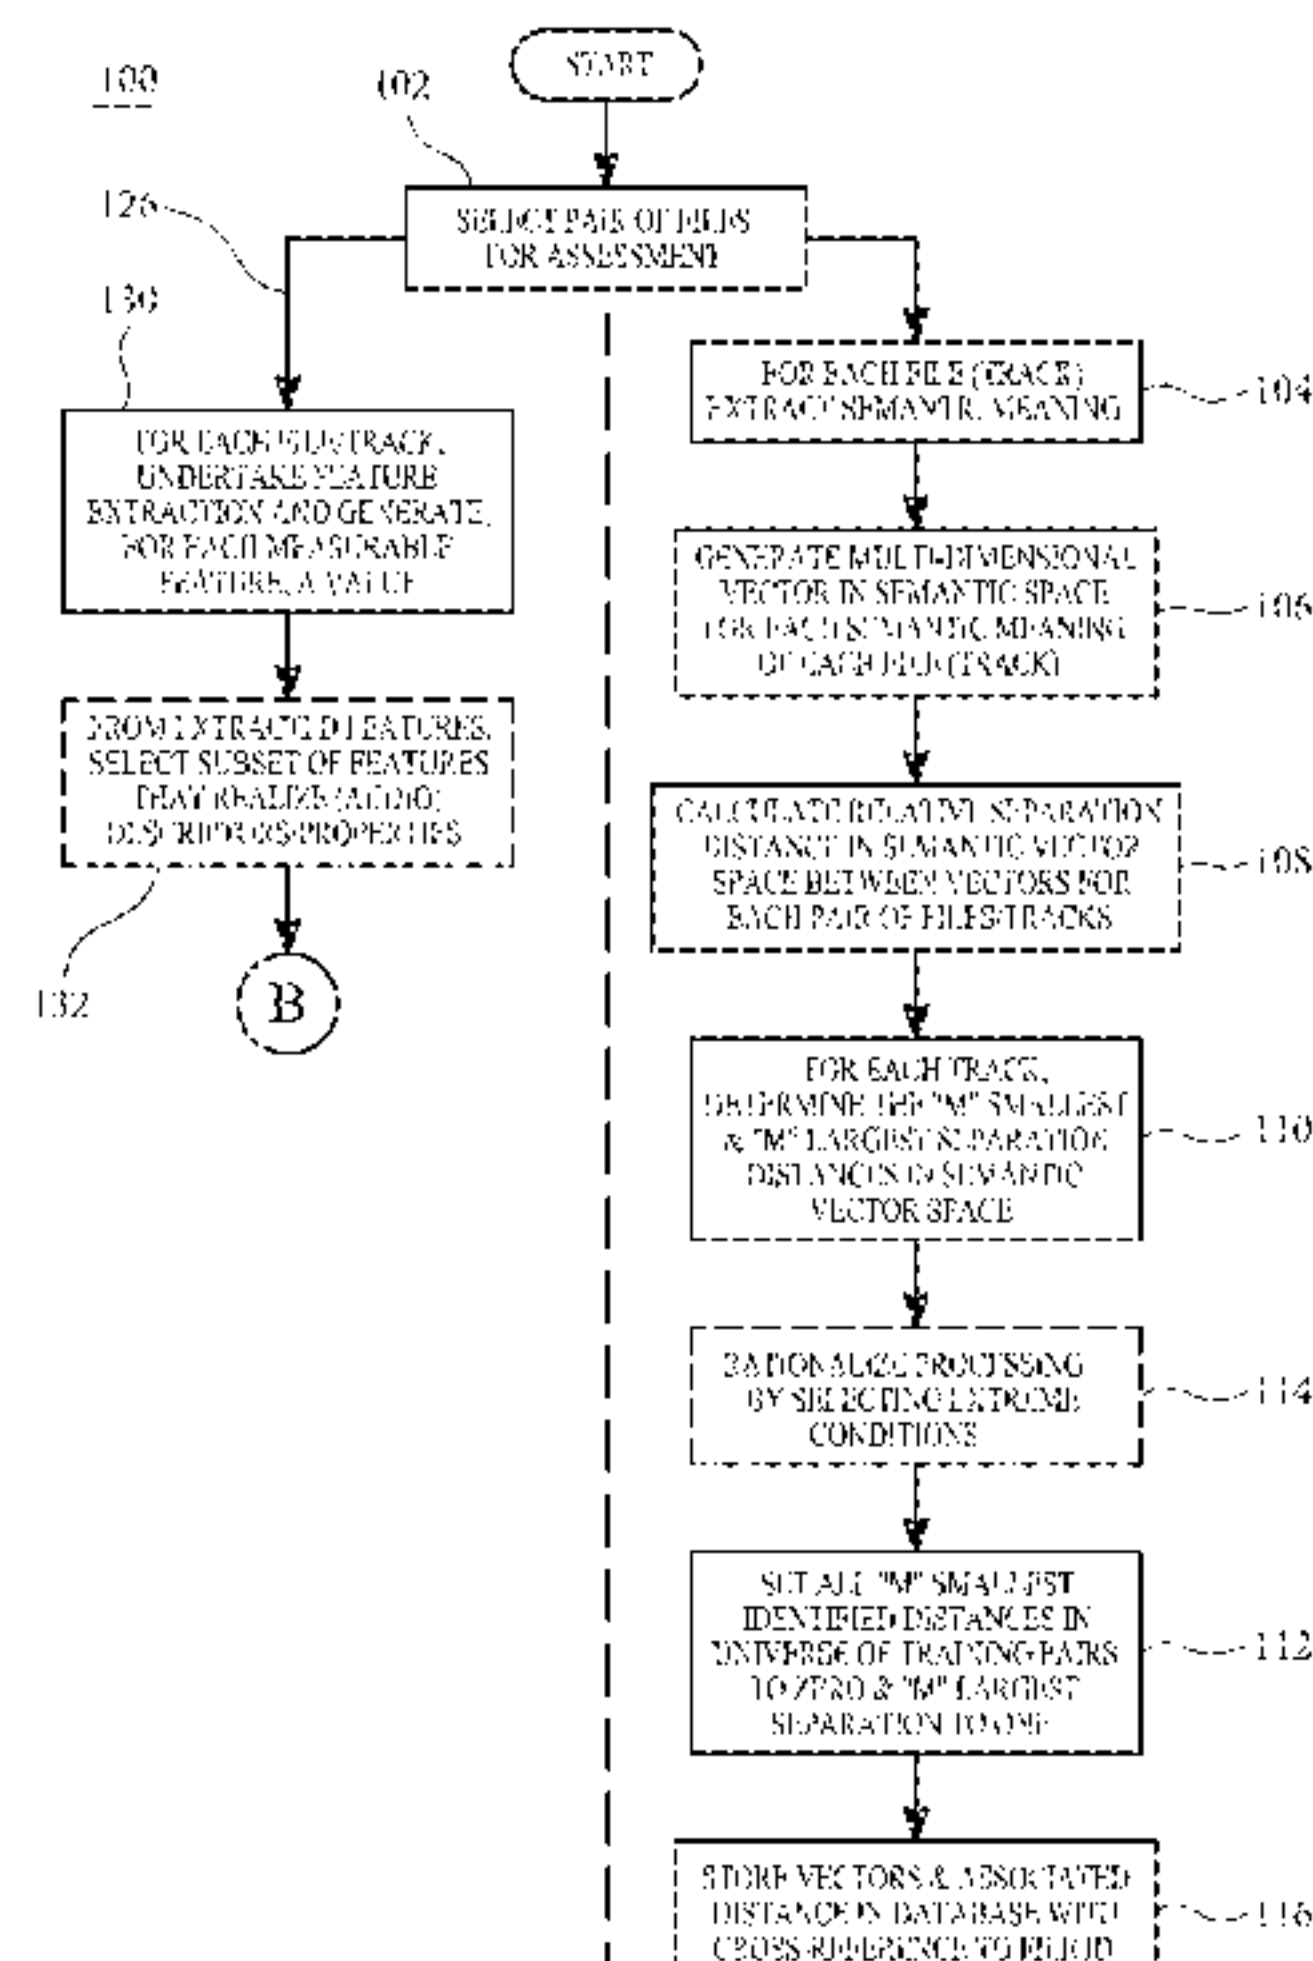 100
START
102
SELECT PAIR OF FILES
FOR ASSESSMENT
126
130
FOR EACH FILE/TRACK,
UNDERTAKE FEATURE
EXTRACTION AND GENERATE,
FOR EACH MEASURABLE
FEATURE, A VALUE
FROM EXTRACTED FEATURES,
SELECT SUBSET OF FEATURES
THAT REALIZE (AUDIO)
DESCRIPTORS/PROPERTIES
132
B
FOR EACH FILE (TRACK)
EXTRACT SEMANTIC MEANING
104
GENERATE MULTI-DIMENSIONAL
VECTOR IN SEMANTIC SPACE
FOR EACH SEMANTIC MEANING
OF EACH FILE (TRACK)
106
CALCULATE RELATIVE SEPARATION
DISTANCE IN SEMANTIC VECTOR
SPACE BETWEEN VECTORS FOR
EACH PAIR OF FILES/TRACKS
108
FOR EACH TRACK,
DETERMINE THE "M" SMALLEST
& "M" LARGEST SEPARATION
DISTANCES IN SEMANTIC
VECTOR SPACE
110
RATIONALIZE PROCESSING
BY SELECTING EXTREME
CONDITIONS
114
SET ALL "M" SMALLEST
IDENTIFIED DISTANCES IN
UNIVERSE OF TRAINING PAIRS
TO ZERO & "M" LARGEST
SEPARATION TO ONE
112
STORE VECTORS & ASSOCIATED
DISTANCE IN DATABASE WITH
CROSS-REFERENCE TO FILE ID
116